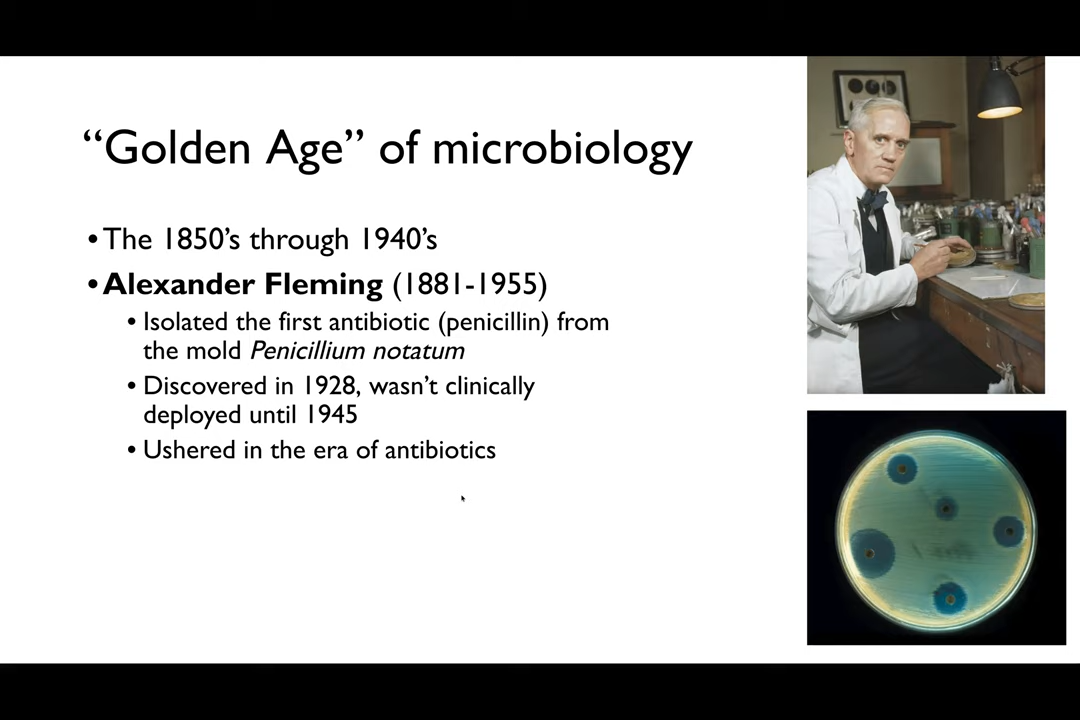 “Golden Age” of microbiology
•The 1850’s through 1940’s
•Alexander Fleming (1881-1955)
• Isolated the first antibiotic (penicillin) from
the mold Penicillium notatum
• Discovered in 1928, wasn’t clinically
deployed until 1945
• Ushered in the era of antibiotics